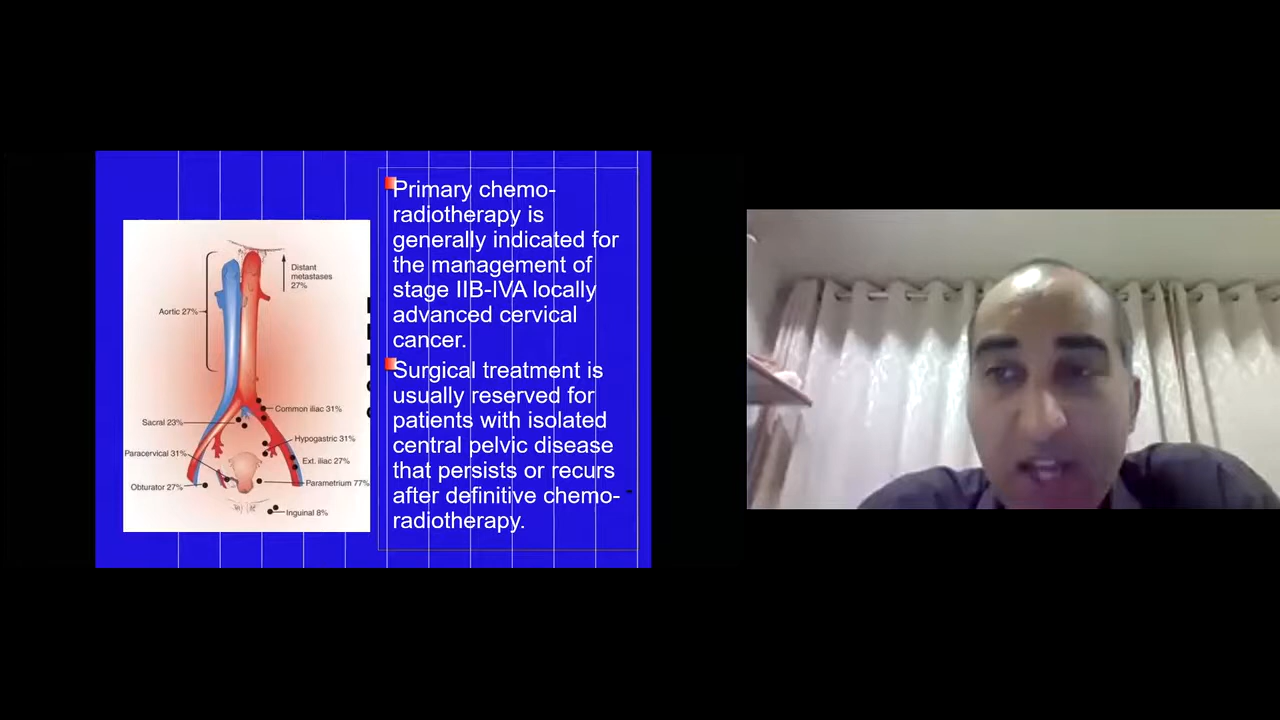 Distant
metastases
27%
Aortic 27%
Common iliac 31%
Sacral 23%
Hypogastric 31%
Paracervical 31%
Ext. iliac 27%
Obturator 27%
Parametrium 77%
Inguinal 8%
Primary chemo-
radiotherapy is
generally indicated for
the management of
stage IIB-IVA locally
advanced cervical
cancer.
Surgical treatment is
usually reserved for
patients with isolated
central pelvic disease
that persists or recurs
after definitive chemo-
radiotherapy.